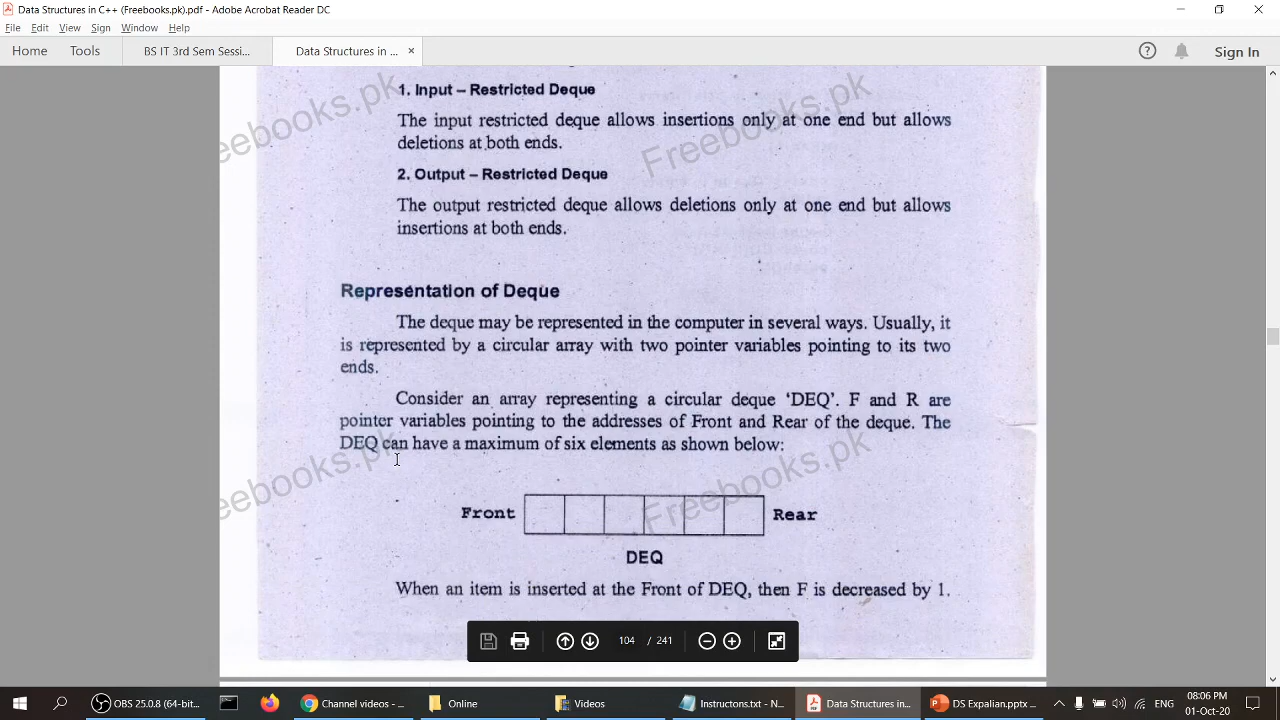 Data Structures in C++ (Freebooks.pk).pdf - Adobe Acrobat Reader DC
File Edit View Sign Window Help
Home Tools BS IT 3rd Sem Sessi... Data Structures in ... × ? Sign In
1. Input – Restricted Deque
The input restricted deque allows insertions only at one end but allows
deletions at both ends.
2. Output – Restricted Deque
The output restricted deque allows deletions only at one end but allows
insertions at both ends.
Representation of Deque
The deque may be represented in the computer in several ways. Usually, it
is represented by a circular array with two pointer variables pointing to its two
ends.
Consider an array representing a circular deque 'DEQ'. F and R are
pointer variables pointing to the addresses of Front and Rear of the deque. The
DEQ can have a maximum of six elements as shown below:
Front Rear
DEQ
When an item is inserted at the Front of DEQ, then F is decreased by 1.
reebooks.pk
Freebooks.pk
reebooks.pk
Freebooks.pk
104 / 241
OBS 25.0.8 (64-bit... Channel videos - ... Online Videos Instructons.txt - N... Data Structures in... DS Expalian.pptx ... ENG 08:06 PM
01-Oct-20